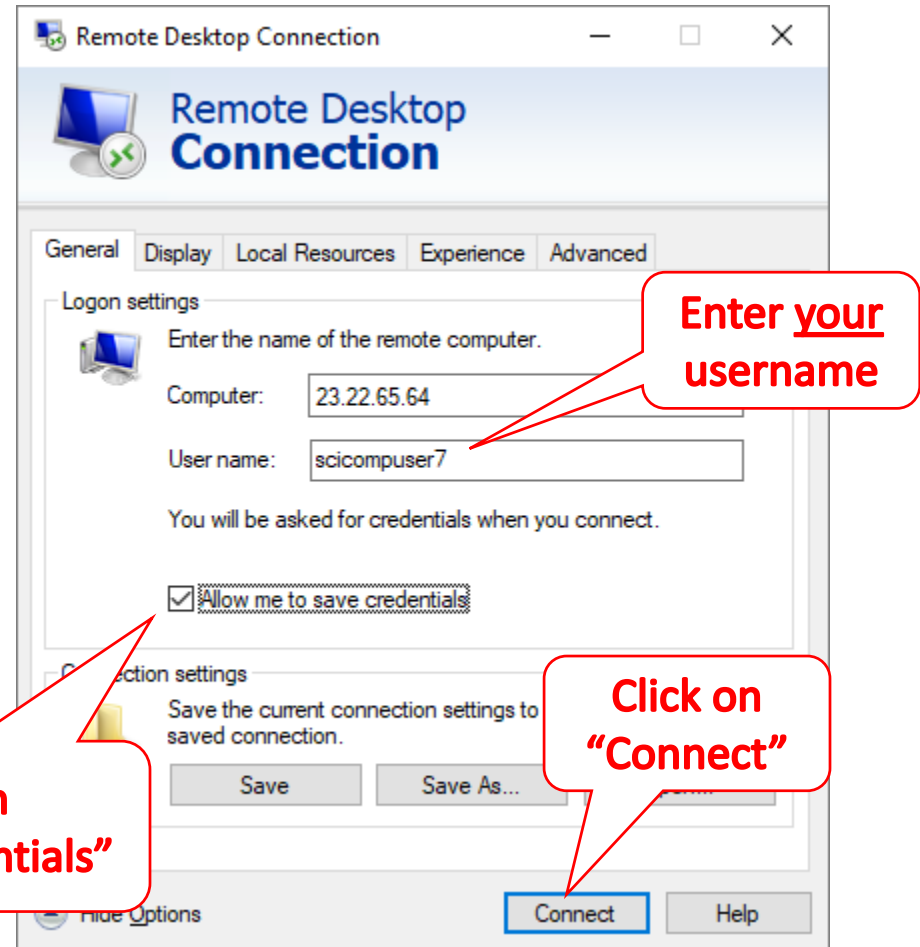 Remote Desktop Connection
Remote Desktop
Connection
General Display Local Resources Experience Advanced
Logon settings
Enter the name of the remote computer.
Enter your
username
Computer: 23.22.65.64
User name: scicompuser7
You will be asked for credentials when you connect.
Allow me to save credentials
Connection settings
Save the current connection settings to
saved connection.
Click on
“Connect”
Save Save As...
ntials”
Hide Options Connect Help